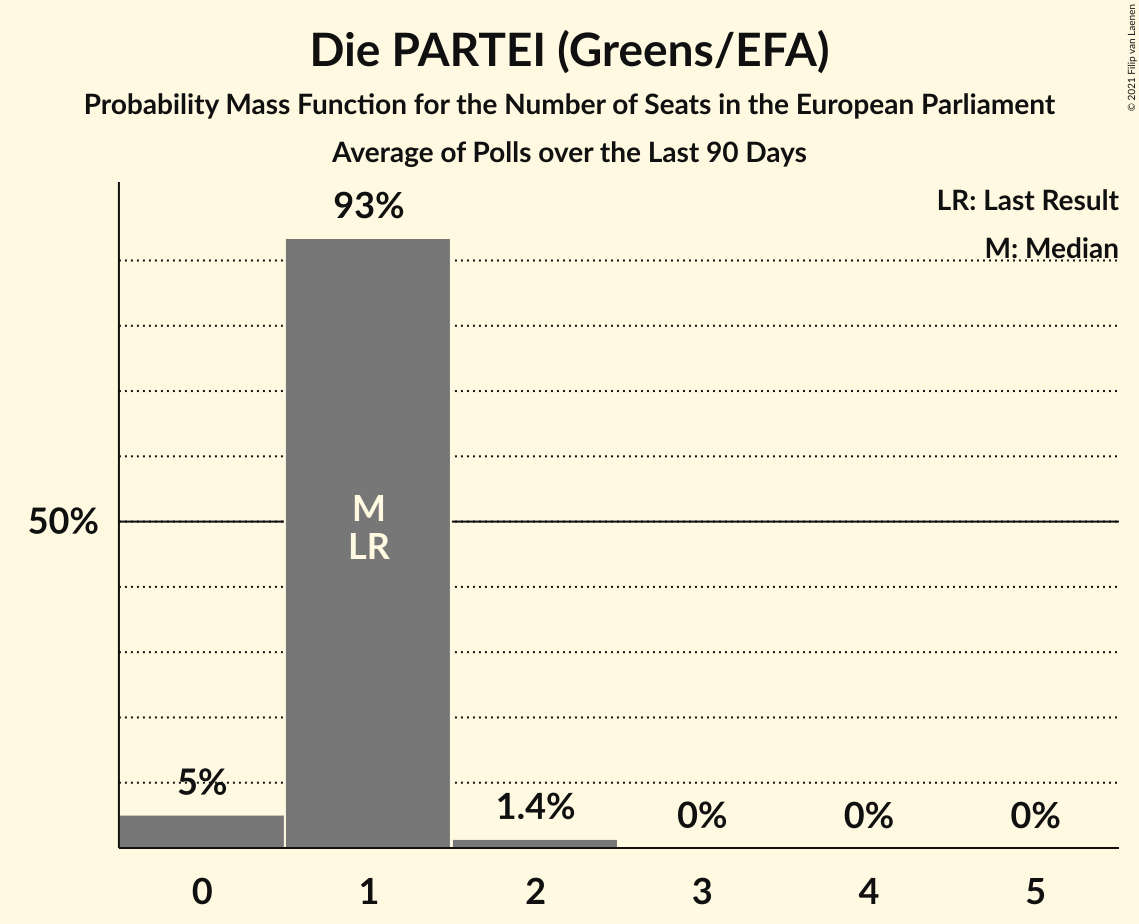 Die PARTEI (Greens/EFA)
Probability Mass Function for the Number of Seats in the European Parliament
Average of Polls over the Last 90 Days
© 2021 Filip van Laenen
LR: Last Result
M: Median
93%
50%
M
LR
5%
1.4%
0%
0%
0%
0
1
2
3
4
5